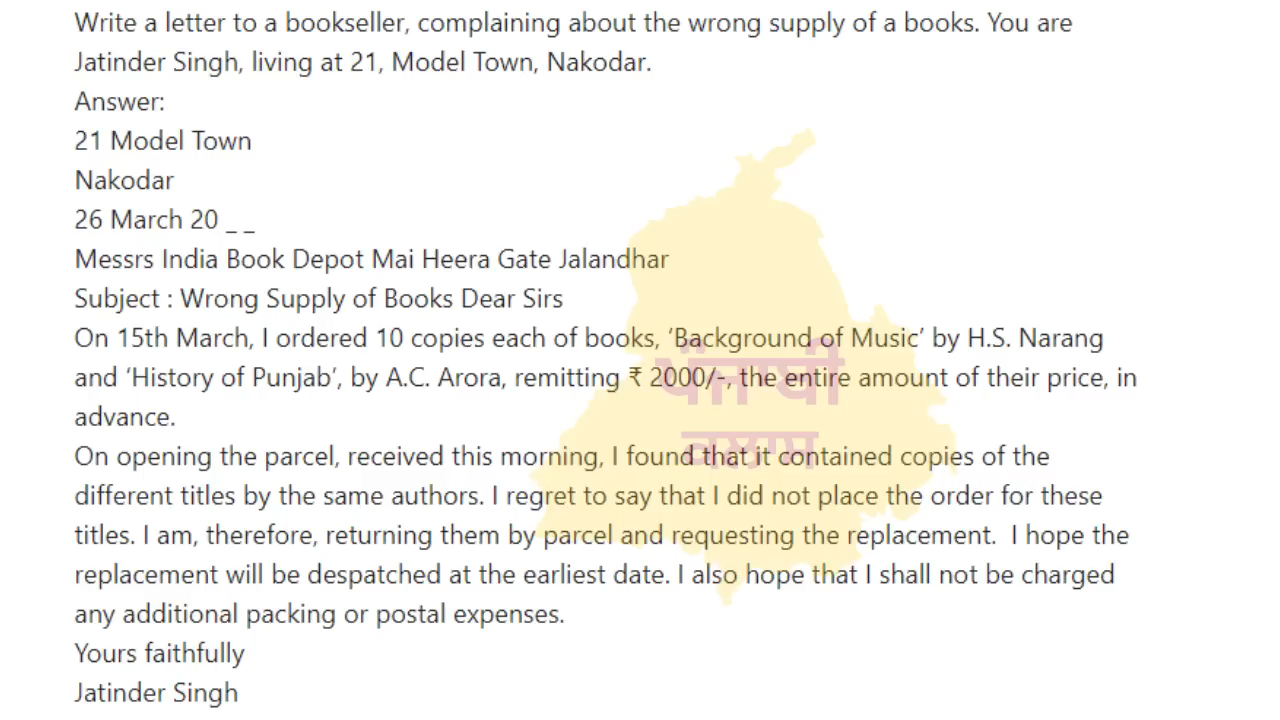 Write a letter to a bookseller, complaining about the wrong supply of a books. You are
Jatinder Singh, living at 21, Model Town, Nakodar.
Answer:
21 Model Town
Nakodar
26 March 20 _ _
Messrs India Book Depot Mai Heera Gate Jalandhar
Subject : Wrong Supply of Books Dear Sirs
On 15th March, I ordered 10 copies each of books, ‘Background of Music’ by H.S. Narang
and ‘History of Punjab’, by A.C. Arora, remitting ₹ 2000/-, the entire amount of their price, in
advance.
On opening the parcel, received this morning, I found that it contained copies of the
different titles by the same authors. I regret to say that I did not place the order for these
titles. I am, therefore, returning them by parcel and requesting the replacement.  I hope the
replacement will be despatched at the earliest date. I also hope that I shall not be charged
any additional packing or postal expenses.
Yours faithfully
Jatinder Singh
ਪੰਜਾਬੀ
ਕਲਾਸ